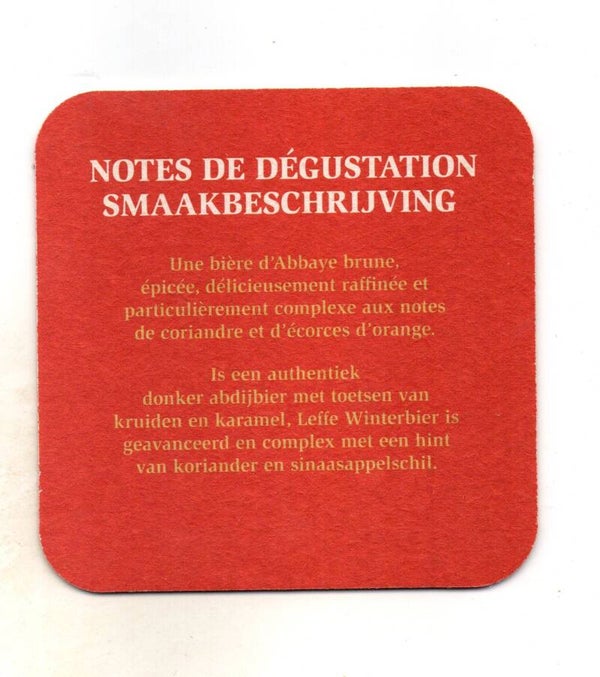 NOTES DE DÉGUSTATION
SMAAKBESCHRIJVING
Une bière d'Abbaye brune,
épicée, délicieusement raffinée et
particulièrement complexe aux notes
de coriandre et d'écorces d'orange.
Is een authentiek
donker abdijbier met toetsen van
kruiden en karamel, Leffe Winterbier is
geavanceerd en complex met een hint
van koriander en sinaasappelschil.